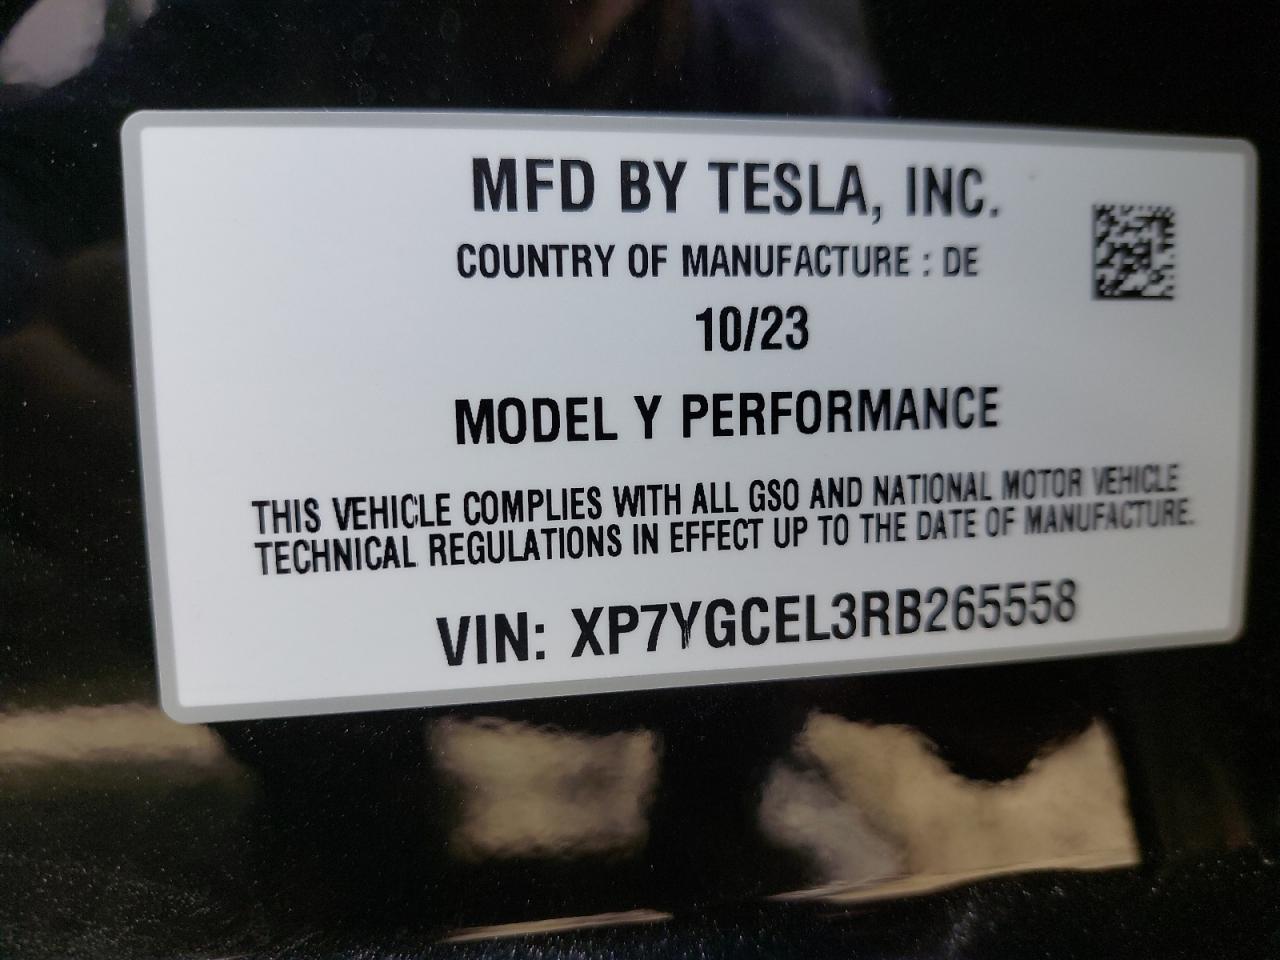 MFD BY TESLA, INC.
COUNTRY OF MANUFACTURE : DE
10/23
MODEL Y PERFORMANCE
THIS VEHICLE COMPLIES WITH ALL GSO AND NATIONAL MOTOR VEHICLE
TECHNICAL REGULATIONS IN EFFECT UP TO THE DATE OF MANUFACTURE.
VIN: XP7YGCEL3RB265558